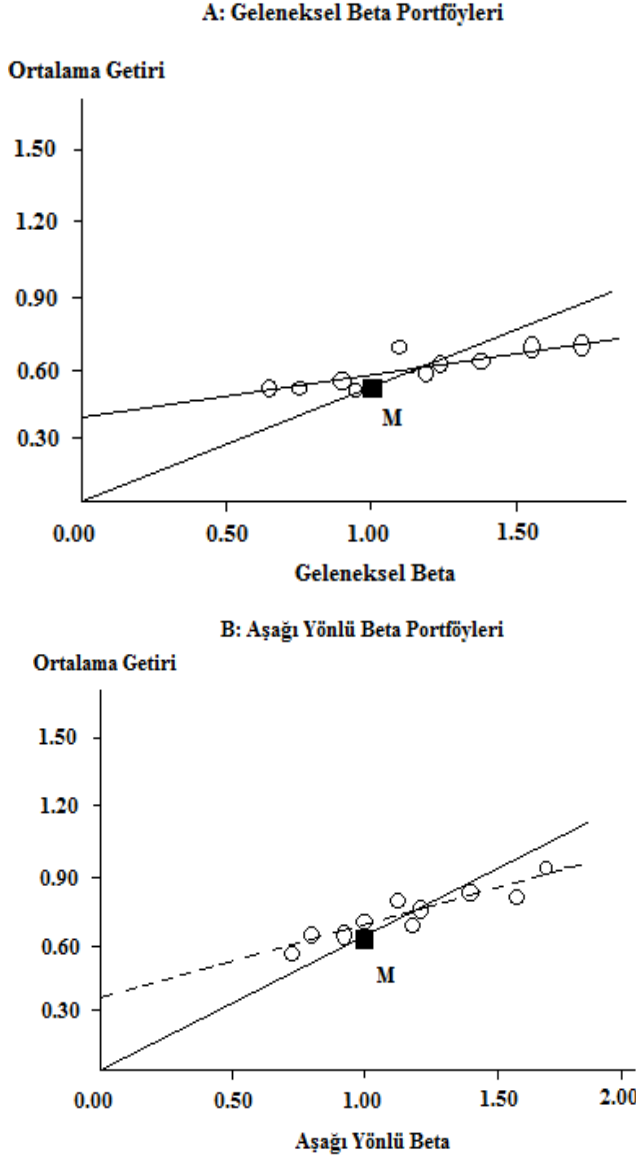 A: Geleneksel Beta Portföyleri
Ortalama Getiri
1.50
1.20
0.90
0.60
0.30
M
0.00 0.50 1.00 1.50
Geleneksel Beta
B: Aşağı Yönlü Beta Portföyleri
Ortalama Getiri
1.50
1.20
0.90
0.60
0.30
M
0.00 0.50 1.00 1.50 2.00
Aşağı Yönlü Beta